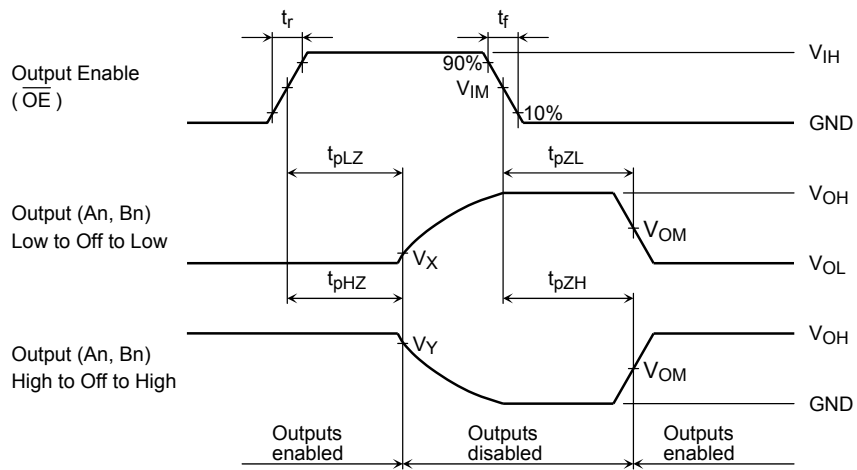 tr
tf
Output Enable
( OE )
90%
VIM
10%
VIH
GND
tpLZ
tpZL
Output (An, Bn)
Low to Off to Low
VX
VOM
VOH
VOL
tpHZ
tpZH
Output (An, Bn)
High to Off to High
VY
VOM
VOH
GND
Outputs
enabled
Outputs
disabled
Outputs
enabled